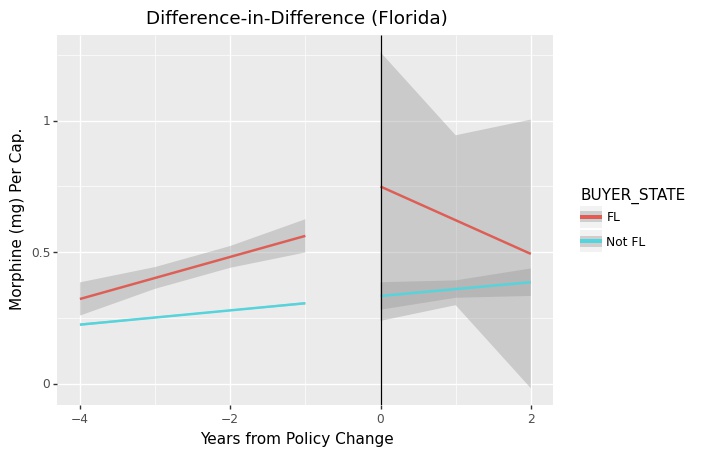 Difference-in-Difference (Florida)
Morphine (mg) Per Cap.
1
0.5
0
−4
−2
0
2
Years from Policy Change
BUYER_STATE
FL
Not FL